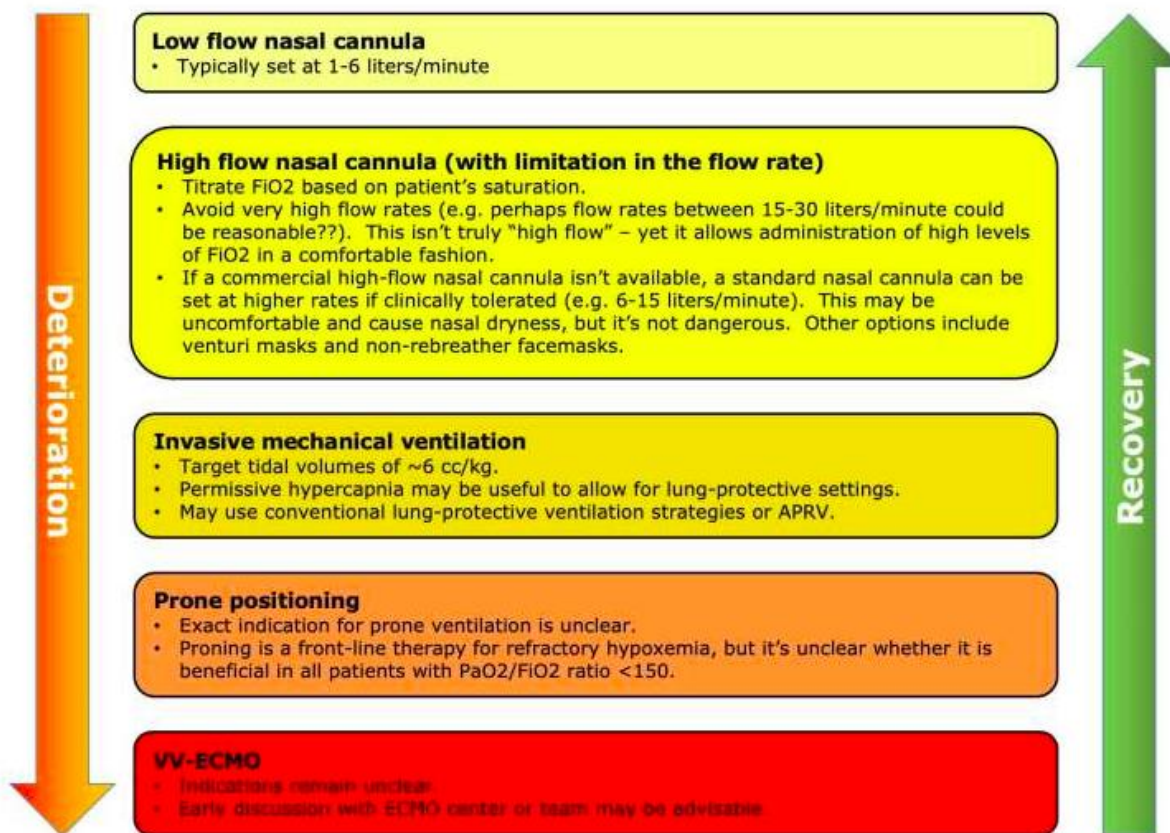 Deterioration
Low flow nasal cannula
• Typically set at 1-6 liters/minute
High flow nasal cannula (with limitation in the flow rate)
• Titrate FiO2 based on patient's saturation.
• Avoid very high flow rates (e.g. perhaps flow rates between 15-30 liters/minute could
be reasonable??). This isn't truly "high flow" – yet it allows administration of high levels
of FiO2 in a comfortable fashion.
• If a commercial high-flow nasal cannula isn't available, a standard nasal cannula can be
set at higher rates if clinically tolerated (e.g. 6-15 liters/minute). This may be
uncomfortable and cause nasal dryness, but it's not dangerous. Other options include
venturi masks and non-rebreather facemasks.
Invasive mechanical ventilation
• Target tidal volumes of ~6 cc/kg.
• Permissive hypercapnia may be useful to allow for lung-protective settings.
• May use conventional lung-protective ventilation strategies or APRV.
Prone positioning
• Exact indication for prone ventilation is unclear.
• Proning is a front-line therapy for refractory hypoxemia, but it's unclear whether it is
beneficial in all patients with PaO2/FiO2 ratio <150.
VV-ECMO
• Indications remain unclear.
• Early discussion with ECMO center or team may be advisable.
Recovery